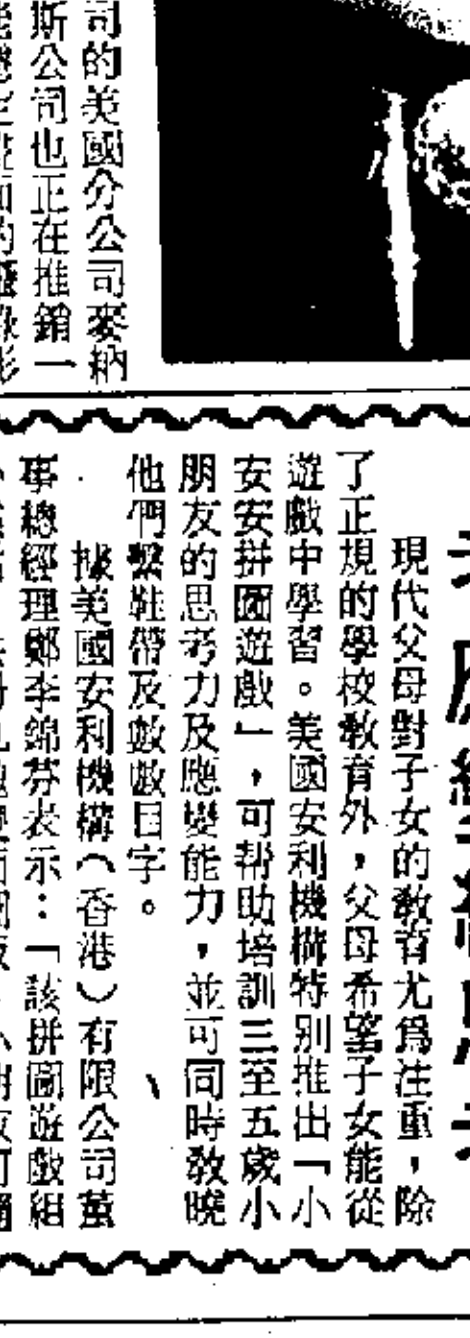 司的美國分公司麥納
斯公司也正在推銷一
現代父母對子女的敎育尤爲注重，除
了正規的學校敎育外，父母希望子女能從
遊戲中學習。美國安利機構特別推出「小
安安拼圖遊戲」，可幫助培訓三至五歲小
朋友的思考力及應變能力，並可同時敎曉
他們繫鞋帶及數數目字。
據美國安利機構（香港）有限公司董
事總經理鄭李錦芬表示：「該拼圖遊戲組